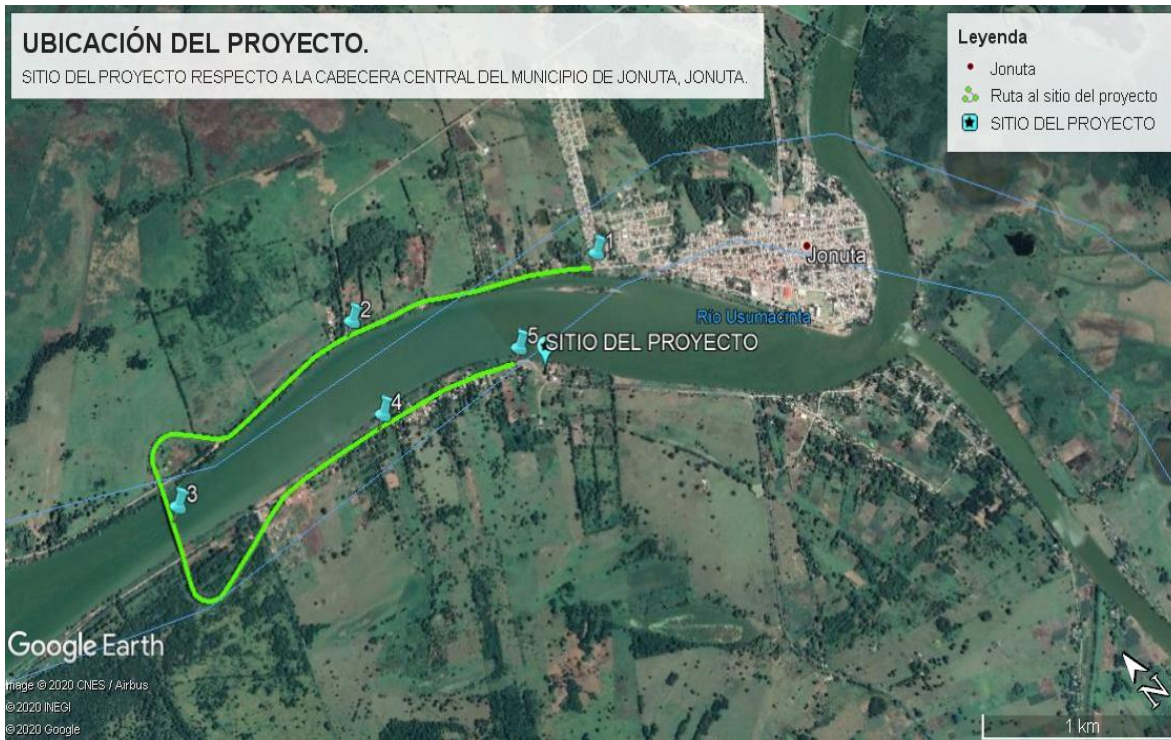 UBICACIÓN DEL PROYECTO.
SITIO DEL PROYECTO RESPECTO A LA CABECERA CENTRAL DEL MUNICIPIO DE JONUTA, JONUTA.
Leyenda
Jonuta
Ruta al sitio del proyecto
SITIO DEL PROYECTO
1
Jonuta
2
Río Usumacinta
5
SITIO DEL PROYECTO
4
3
Google Earth
mage © 2020 CNES / Airbus
© 2020 INEGI
© 2020 Google
N
1 km